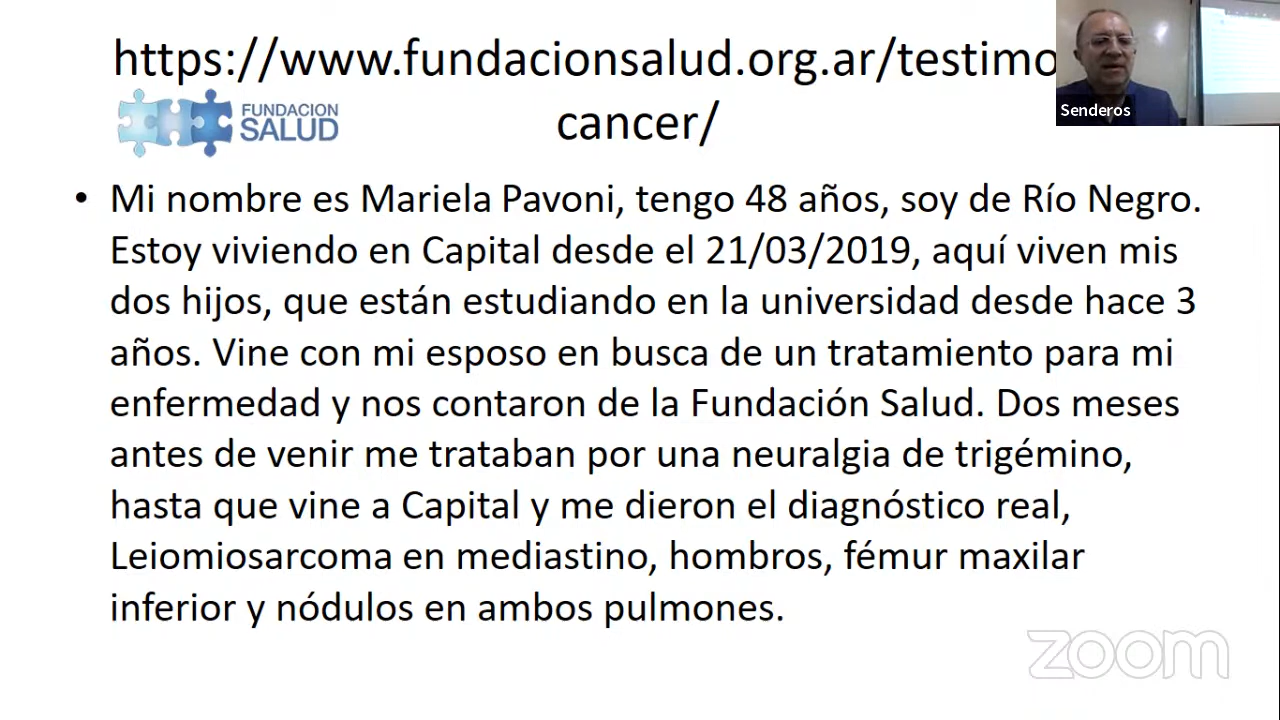 https://www.fundacionsalud.org.ar/testimo
cancer/
FUNDACION
SALUD
Senderos
• Mi nombre es Mariela Pavoni, tengo 48 años, soy de Río Negro.
Estoy viviendo en Capital desde el 21/03/2019, aquí viven mis
dos hijos, que están estudiando en la universidad desde hace 3
años. Vine con mi esposo en busca de un tratamiento para mi
enfermedad y nos contaron de la Fundación Salud. Dos meses
antes de venir me trataban por una neuralgia de trigémino,
hasta que vine a Capital y me dieron el diagnóstico real,
Leiomiosarcoma en mediastino, hombros, fémur maxilar
inferior y nódulos en ambos pulmones.
zoom